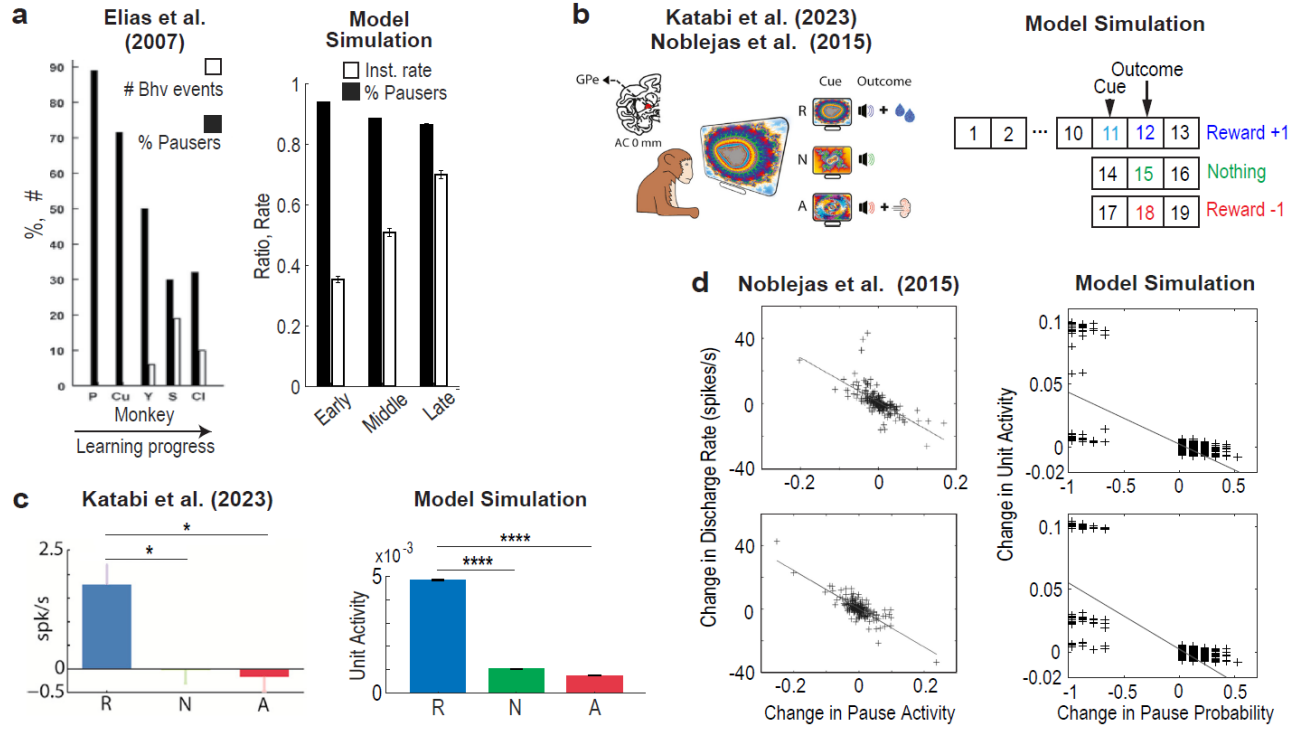 a
Elias et al.
(2007)
# Bhv events
% Pausers
90
80
70
60
50
40
30
20
10
0
%, #
P Cu Y S Cl
Monkey
Learning progress
Model
Simulation
Inst. rate
% Pausers
1
0.8
0.6
0.4
0.2
0
Ratio, Rate
Early Middle Late
b
Katabi et al. (2023)
Noblejas et al. (2015)
GPe
AC 0 mm
Cue Outcome
R +
N
A +
Model Simulation
Outcome
Cue
1 2 ... 10 11 12 13 Reward +1
14 15 16 Nothing
17 18 19 Reward -1
c
Katabi et al. (2023)
*
*
2.5
0
−0.5
spk/s
R N A
Model Simulation
****
****
×10⁻³
5
0
Unit Activity
R N A
d
Noblejas et al. (2015)
40
0
-40
-0.2 0 0.2
40
0
-40
-0.2 0 0.2
Change in Discharge Rate (spikes/s)
Change in Pause Activity
Model Simulation
0.1
0.05
0
-0.02
-1 -0.5 0 0.5
0.1
0.05
0
-0.02
-1 -0.5 0 0.5
Change in Unit Activity
Change in Pause Probability